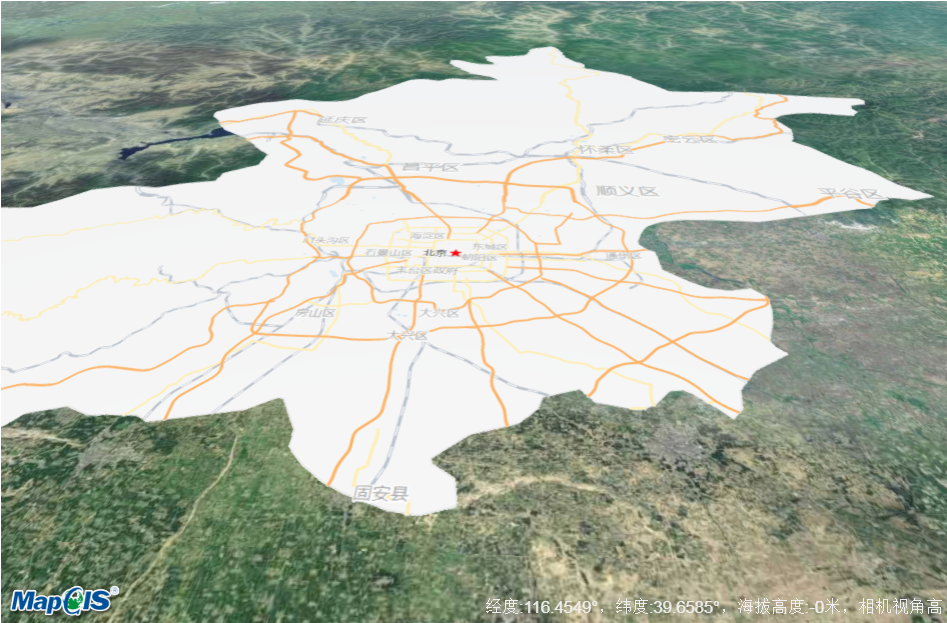 延庆区
密云区
怀柔区
昌平区
顺义区
平谷区
门头沟区
海淀区
东城区
石景山区
北京
朝阳区
通州区
丰台区政府
房山区
大兴区
大兴区
固安县
MapGIS®
经度:116.4549°，纬度:39.6585°，海拔高度:-0米，相机视角高